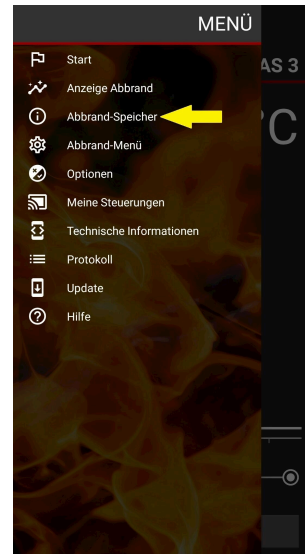 MENÜ
Start
AS 3
Anzeige Abbrand
Abbrand-Speicher
°C
Abbrand-Menü
Optionen
Meine Steuerungen
Technische Informationen
Protokoll
Update
Hilfe